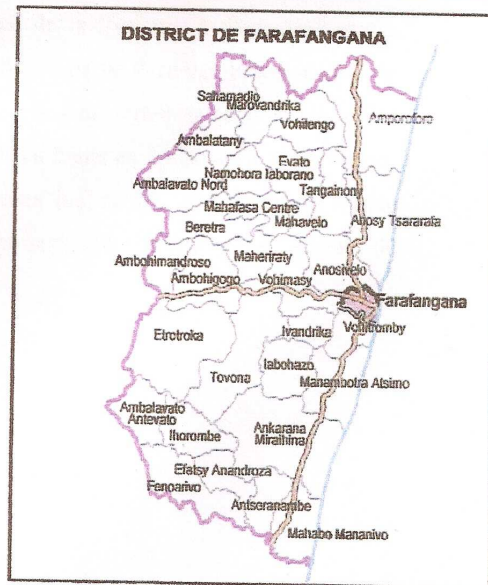 DISTRICT DE FARAFANGANA
Sahamadio
Marovandrika
Vohilengo
Amporoforo
Ambalatany
Evato
Namohora Iaborano
Ambalavato Nord
Tangainony
Mahafasa Centre
Mahavelo
Anosy Tsararafa
Beretra
Maheriraty
Ambohimandroso
Anosivelo
Ambohigogo
Vohimasy
Farafangana
Vohitromby
Etrotroka
Ivandrika
Iabohazo
Tovona
Manambotra Atsimo
Ambalavato
Antevato
Ankarana
Miraihina
Ihorombe
Efatsy Anandroza
Fenoarivo
Antseranambe
Mahabo Mananivo